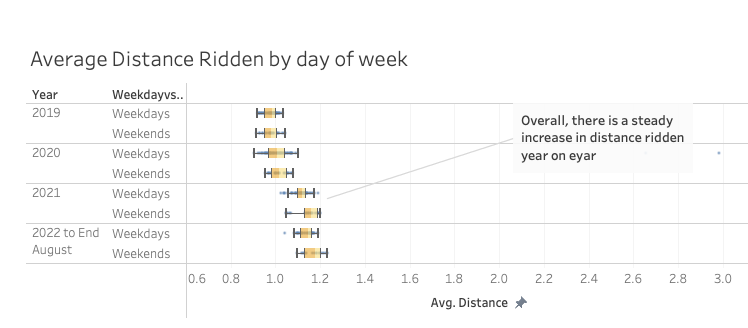 Average Distance Ridden by day of week
Year Weekdayvs..
2019 Weekdays
Weekends
Overall, there is a steady
increase in distance ridden
year on eyar
2020 Weekdays
Weekends
2021 Weekdays
Weekends
2022 to End Weekdays
August Weekends
0.6 0.8 1.0 1.2 1.4 1.6 1.8 2.0 2.2 2.4 2.6 2.8 3.0
Avg. Distance